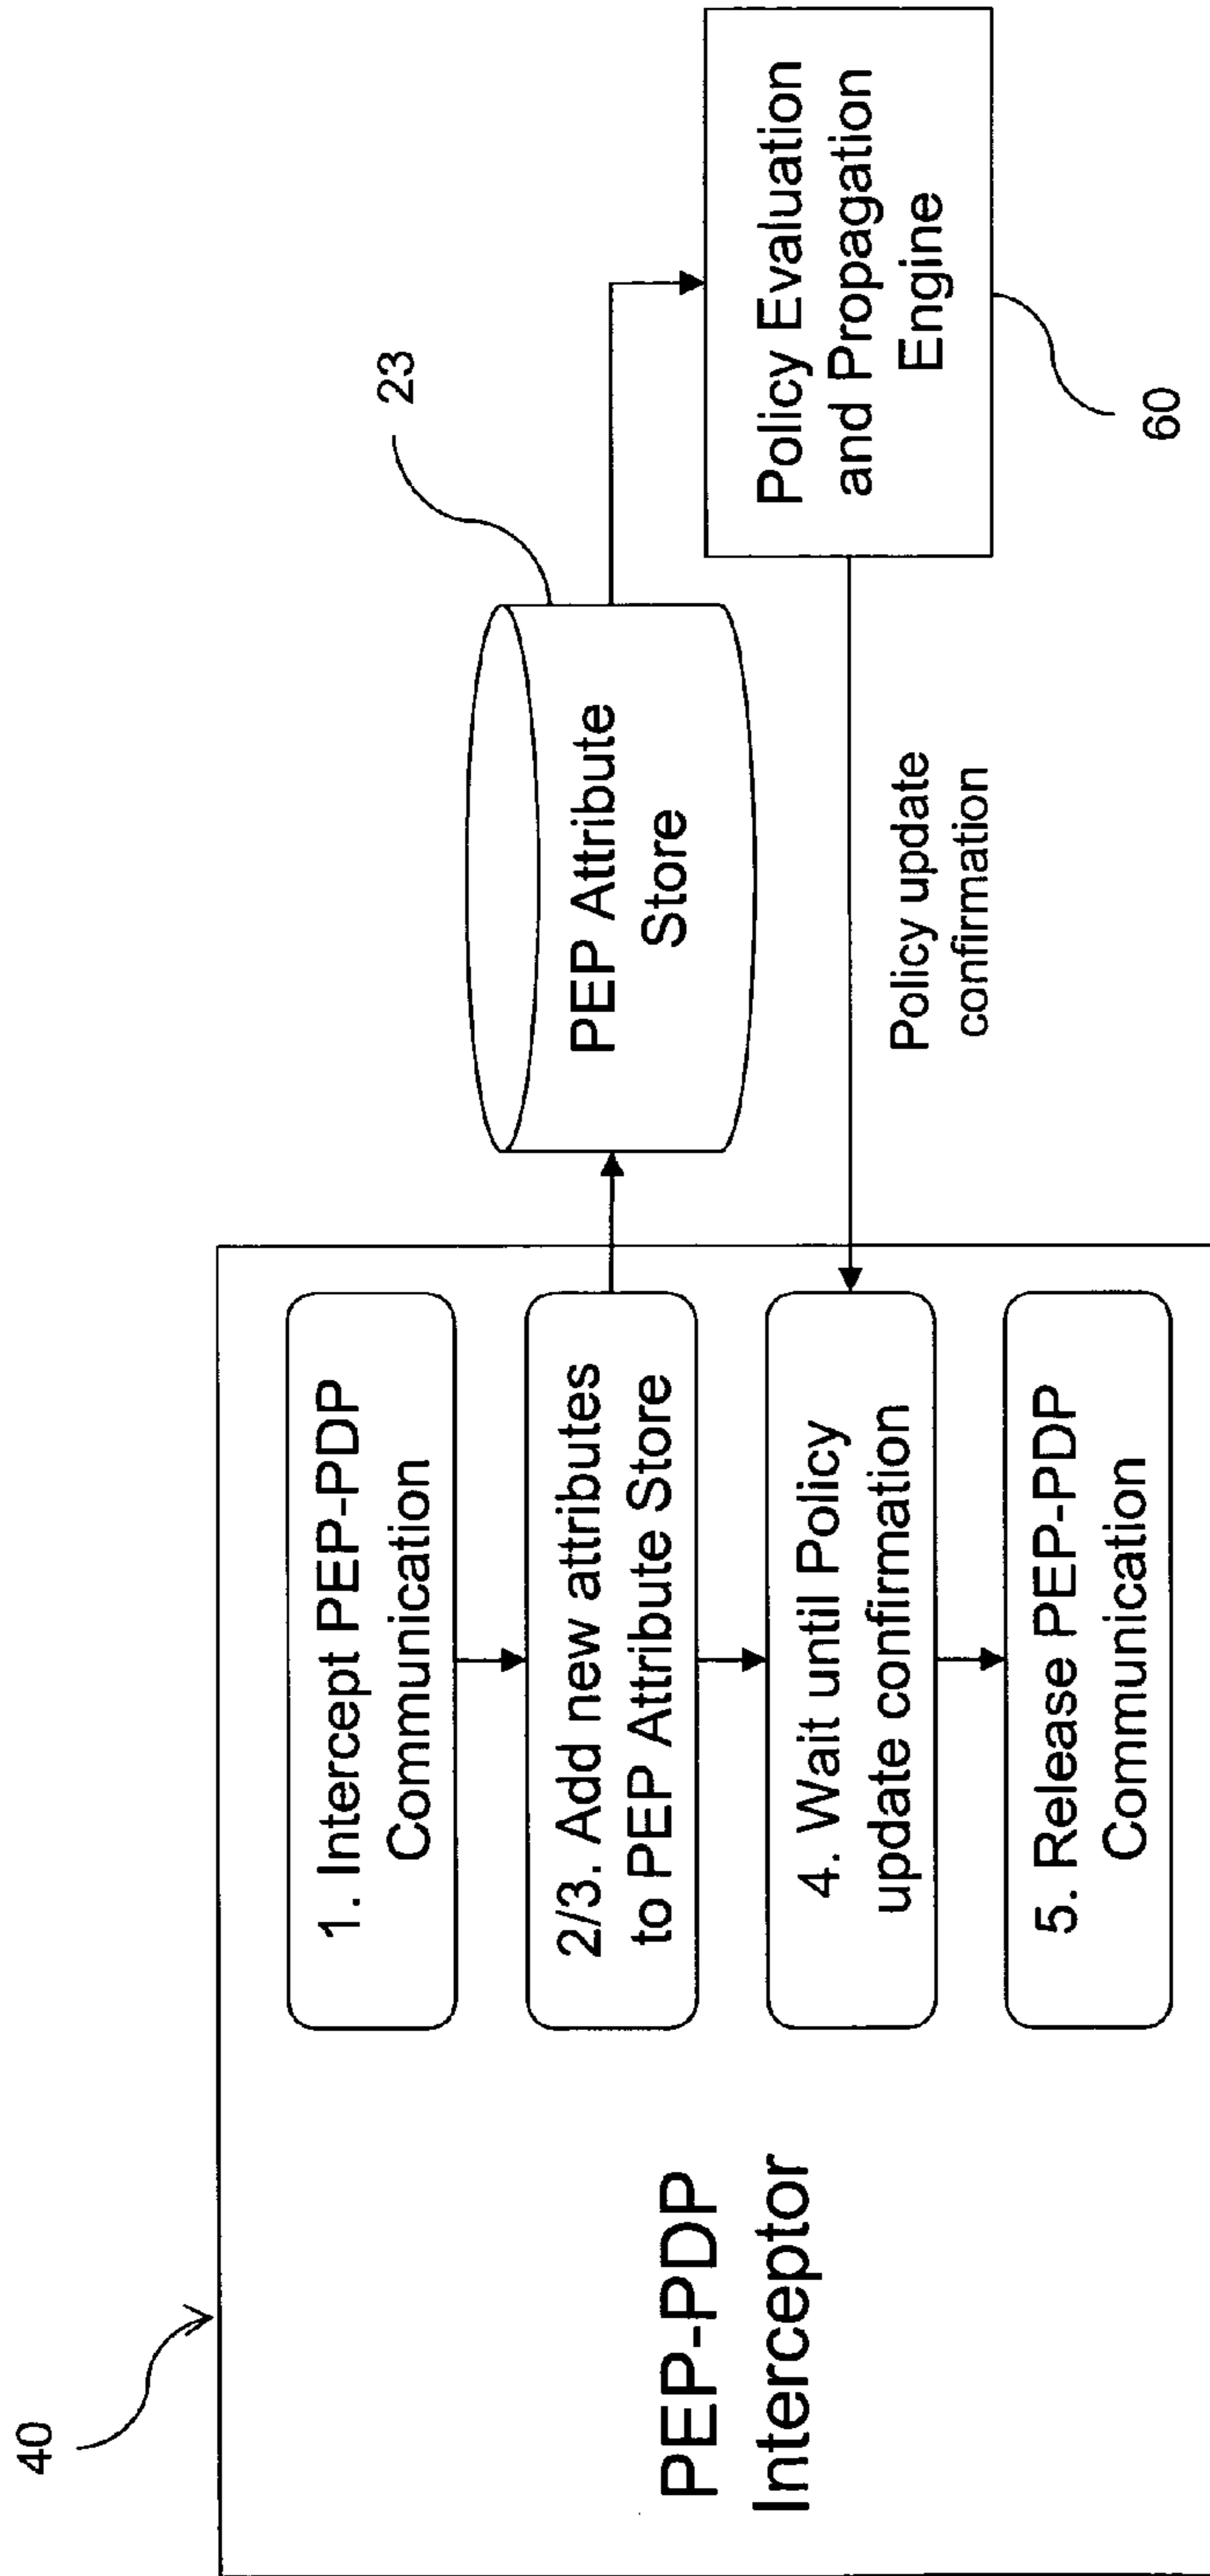 40
PEP-PDP
Interceptor
1. Intercept PEP-PDP
Communication
2/3. Add new attributes
to PEP Attribute Store
4. Wait until Policy
update confirmation
5. Release PEP-PDP
Communication
23
PEP Attribute
Store
Policy update
confirmation
Policy Evaluation
and Propagation
Engine
60